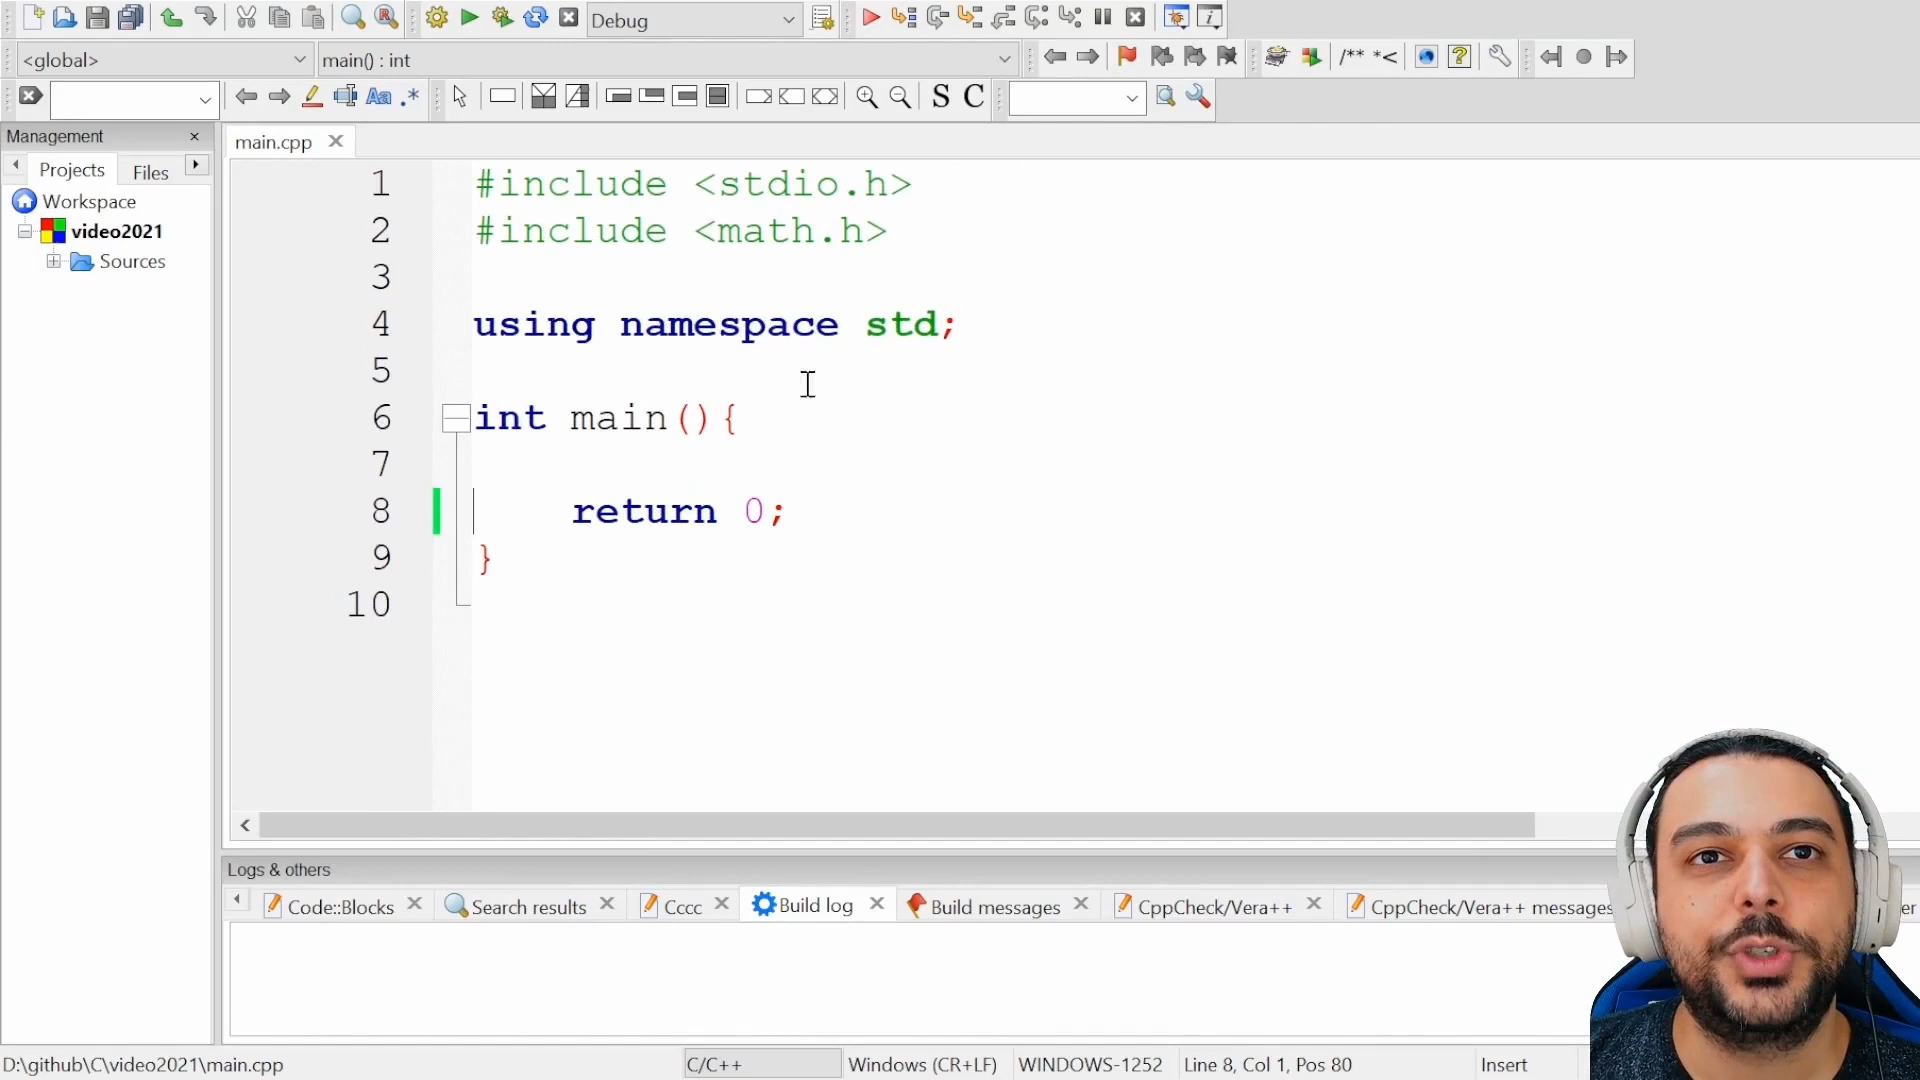 Debug
<global>
main() : int
/** *<
Aa .*
S C
Management
Projects
Files
Workspace
video2021
Sources
main.cpp
1 #include <stdio.h>
2 #include <math.h>
3
4 using namespace std;
5
6 int main(){
7
8 return 0;
9 }
10
Logs & others
Code::Blocks
Search results
Cccc
Build log
Build messages
CppCheck/Vera++
CppCheck/Vera++ messages
er
D:\github\C\video2021\main.cpp
C/C++
Windows (CR+LF)
WINDOWS-1252
Line 8, Col 1, Pos 80
Insert